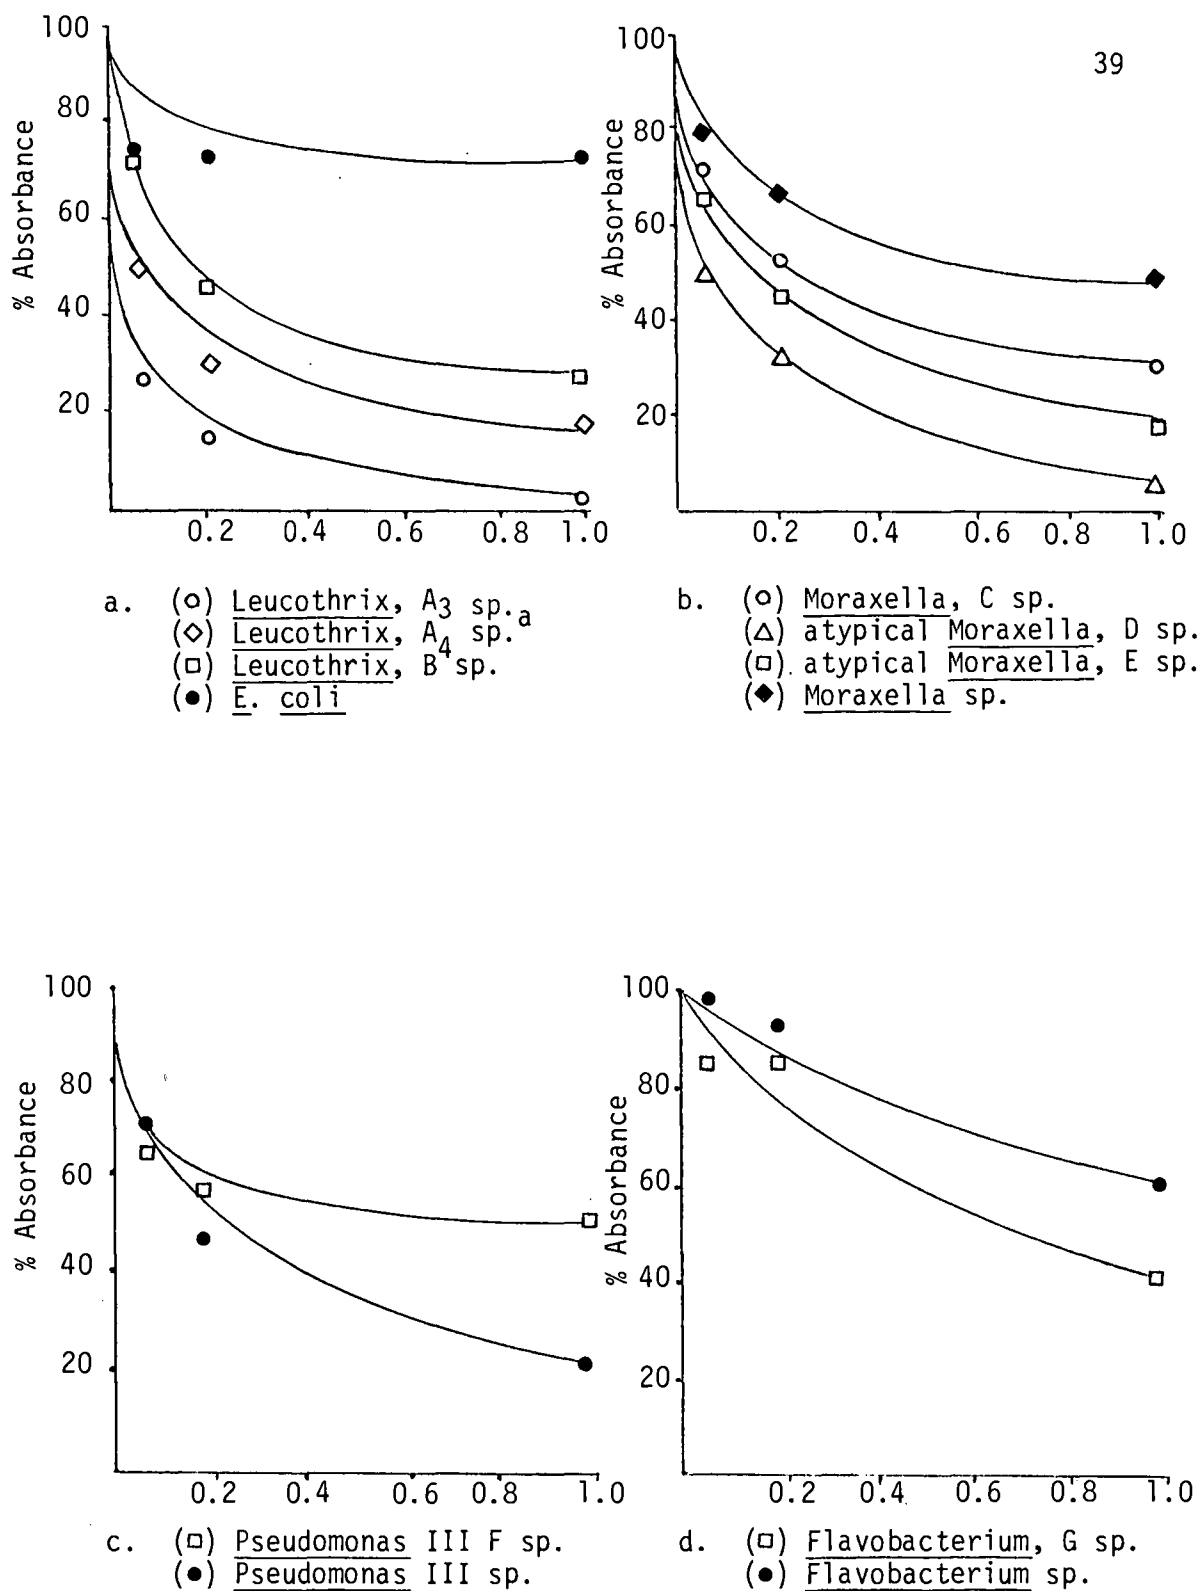 39
100
80
60
40
20
% Absorbance
0.2 0.4 0.6 0.8 1.0
a. (○) Leucothrix, A3 sp.a
(◇) Leucothrix, A4 sp.
(□) Leucothrix, B sp.
(●) E. coli
100
80
60
40
20
% Absorbance
0.2 0.4 0.6 0.8 1.0
b. (○) Moraxella, C sp.
(△) atypical Moraxella, D sp.
(□) atypical Moraxella, E sp.
(◆) Moraxella sp.
100
80
60
40
20
% Absorbance
0.2 0.4 0.6 0.8 1.0
c. (□) Pseudomonas III F sp.
(●) Pseudomonas III sp.
100
80
60
40
20
% Absorbance
0.2 0.4 0.6 0.8 1.0
d. (□) Flavobacterium, G sp.
(●) Flavobacterium sp.